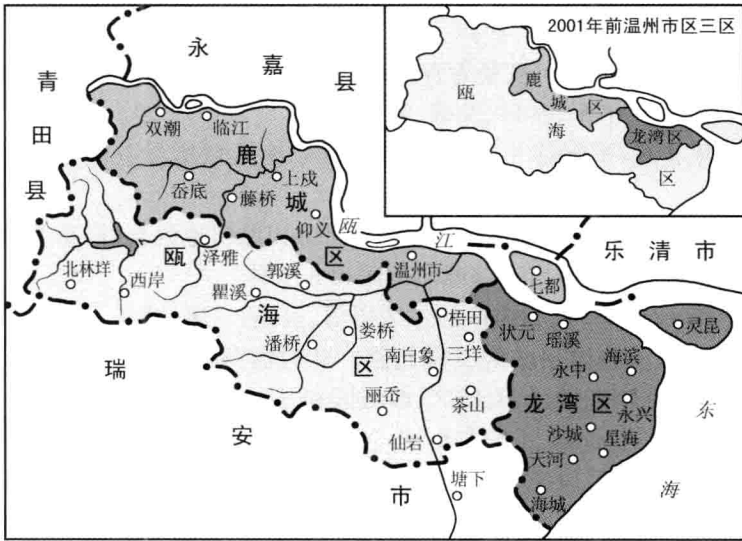 2001年前温州市区三区
鹿
城
区
瓯
海
区
龙湾区
永
嘉
县
青
田
县
双潮
临江
鹿
岙底
藤桥
上戍
城
仰义
区
瓯
江
乐清市
瓯
泽雅
北林垟
西岸
瞿溪
郭溪
海
温州市
七都
梧田
状元
瑶溪
灵昆
潘桥
娄桥
区
南白象
三垟
永中
海滨
丽岙
茶山
龙湾区
永兴
东
沙城
星海
仙岩
天河
海
瑞
安
市
塘下
海城